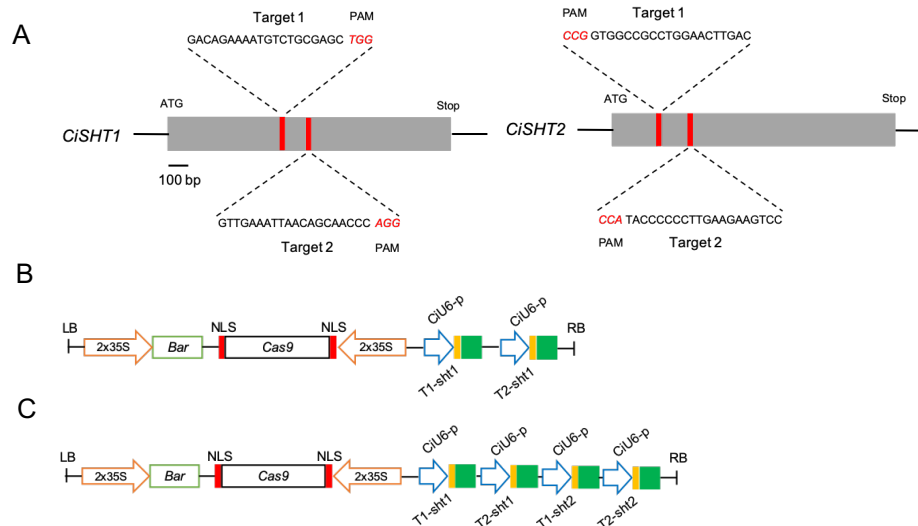 A
Target 1 PAM
GACAGAAAATGTCTGCGAGC TGG
ATG
Stop
CiSHT1
100 bp
GTTGAAATTAACAGCAACCC AGG
Target 2 PAM
PAM Target 1
CCG GTGGCCGCCTGGAACTTGAC
ATG
Stop
CiSHT2
CCA TACCCCCCTTGAAGAAGTCC
PAM Target 2
B
LB
2x35S
Bar
NLS
Cas9
NLS
2x35S
CiU6-p
T1-sht1
CiU6-p
T2-sht1
RB
C
LB
2x35S
Bar
NLS
Cas9
NLS
2x35S
CiU6-p
T1-sht1
CiU6-p
T2-sht1
CiU6-p
T1-sht2
CiU6-p
T2-sht2
RB